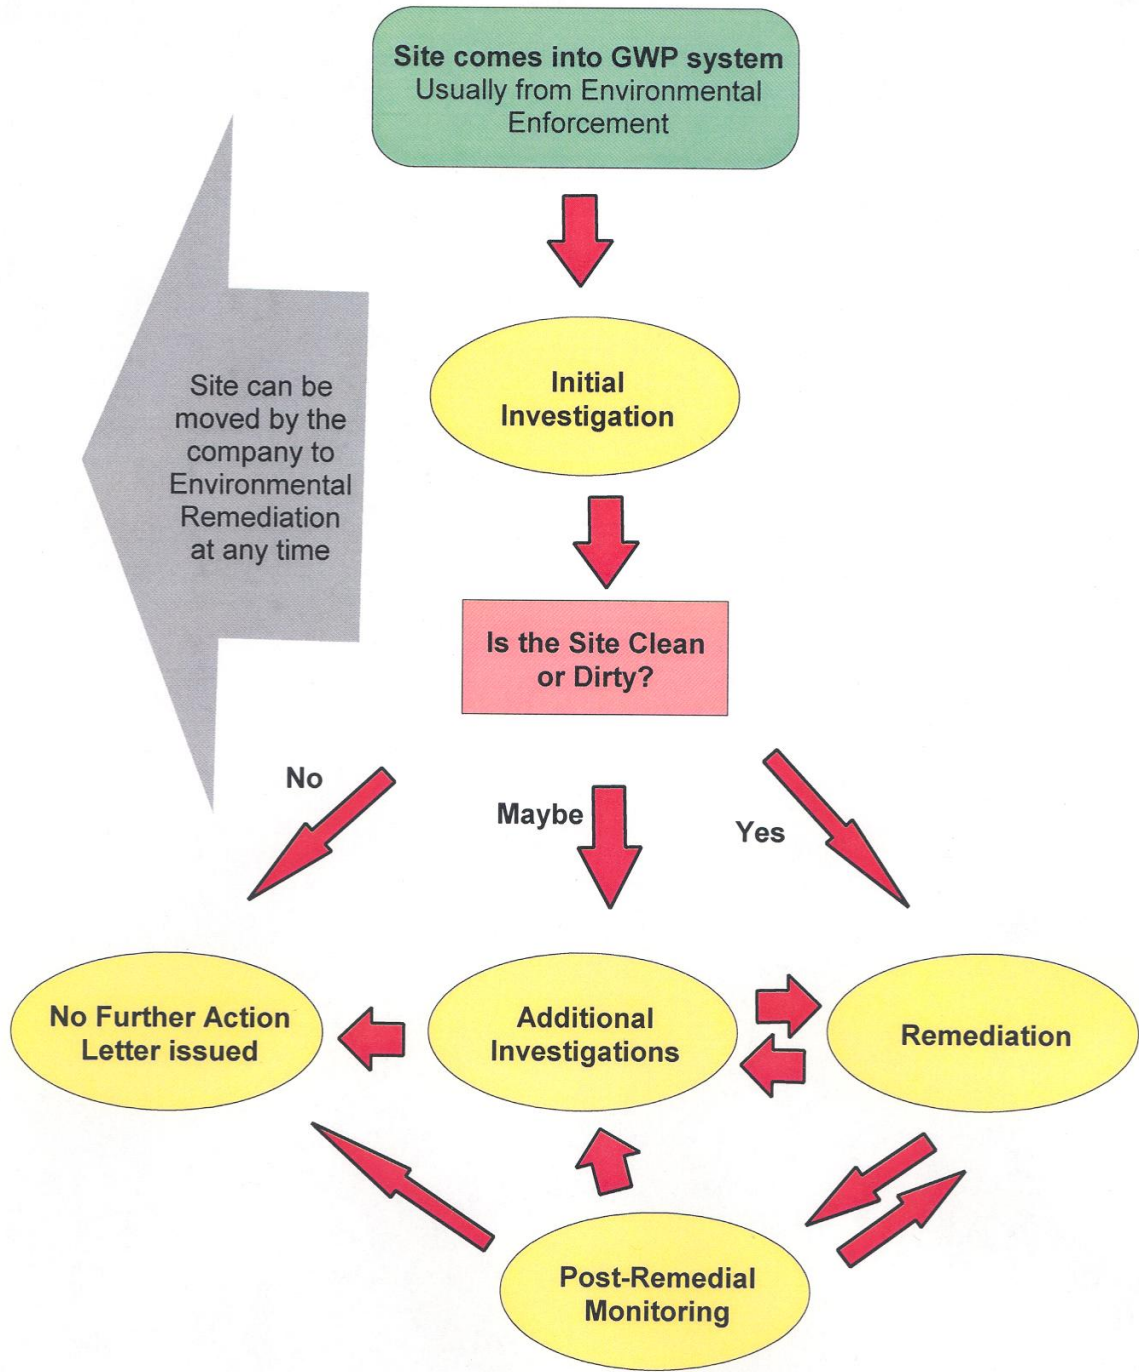 Site comes into GWP system
Usually from Environmental
Enforcement
Site can be
moved by the
company to
Environmental
Remediation
at any time
Initial
Investigation
Is the Site Clean
or Dirty?
No
Maybe
Yes
No Further Action
Letter issued
Additional
Investigations
Remediation
Post-Remedial
Monitoring